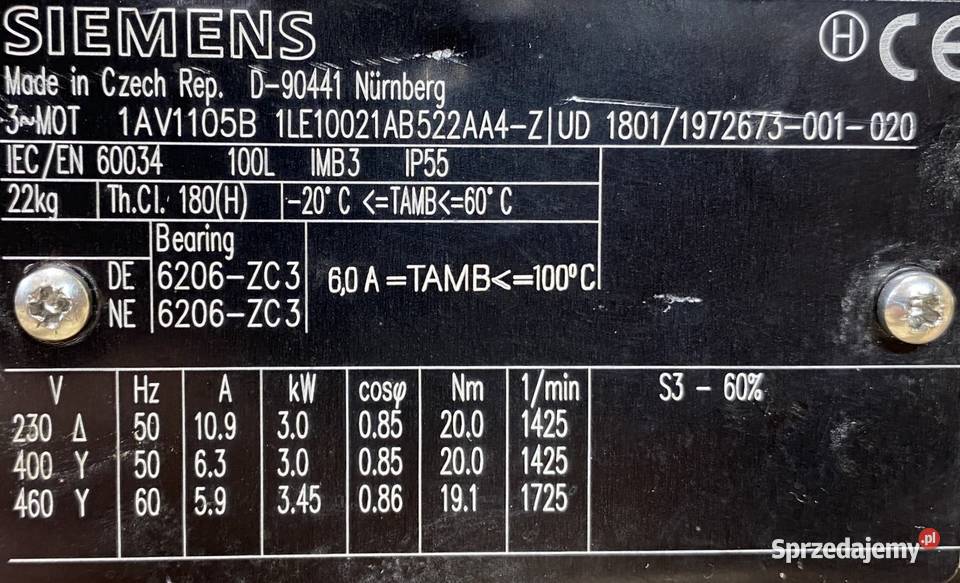 SIEMENS H CE
Made in Czech Rep. D-90441 Nürnberg
3~MOT 1AV1105B 1LE10021AB522AA4-Z UD 1801/1972673-001-020
IEC/EN 60034 100L IMB3 IP55
22kg Th.Cl. 180(H) -20° C <=TAMB<=60° C
Bearing
DE 6206-ZC3 6,0 A =TAMB<=100°C
NE 6206-ZC3
V Hz A kW cosφ Nm 1/min S3 - 60%
230 Δ 50 10.9 3.0 0.85 20.0 1425
400 Y 50 6.3 3.0 0.85 20.0 1425
460 Y 60 5.9 3.45 0.86 19.1 1725
Sprzedajemy.pl